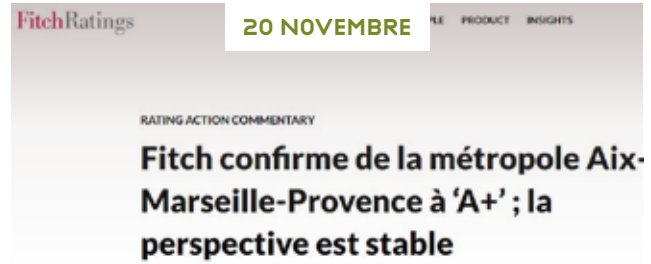 FitchRatings
20 NOVEMBRE
PRODUCT INSIGHTS
RATING ACTION COMMENTARY
Fitch confirme de la métropole Aix-
Marseille-Provence à ‘A+’ ; la
perspective est stable